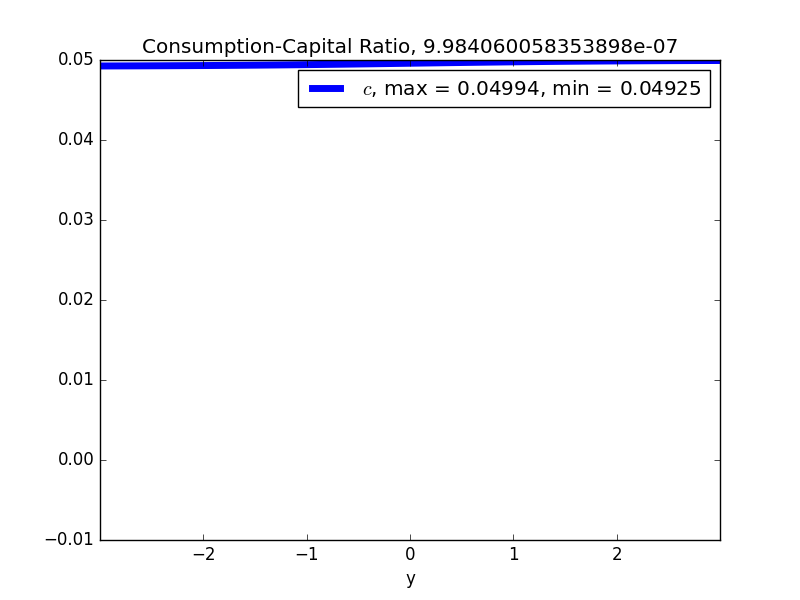 Consumption-Capital Ratio, 9.984060058353898e-07
0.05
c, max = 0.04994, min = 0.04925
0.04
0.03
0.02
0.01
0.00
−0.01
−2 −1 0 1 2
y